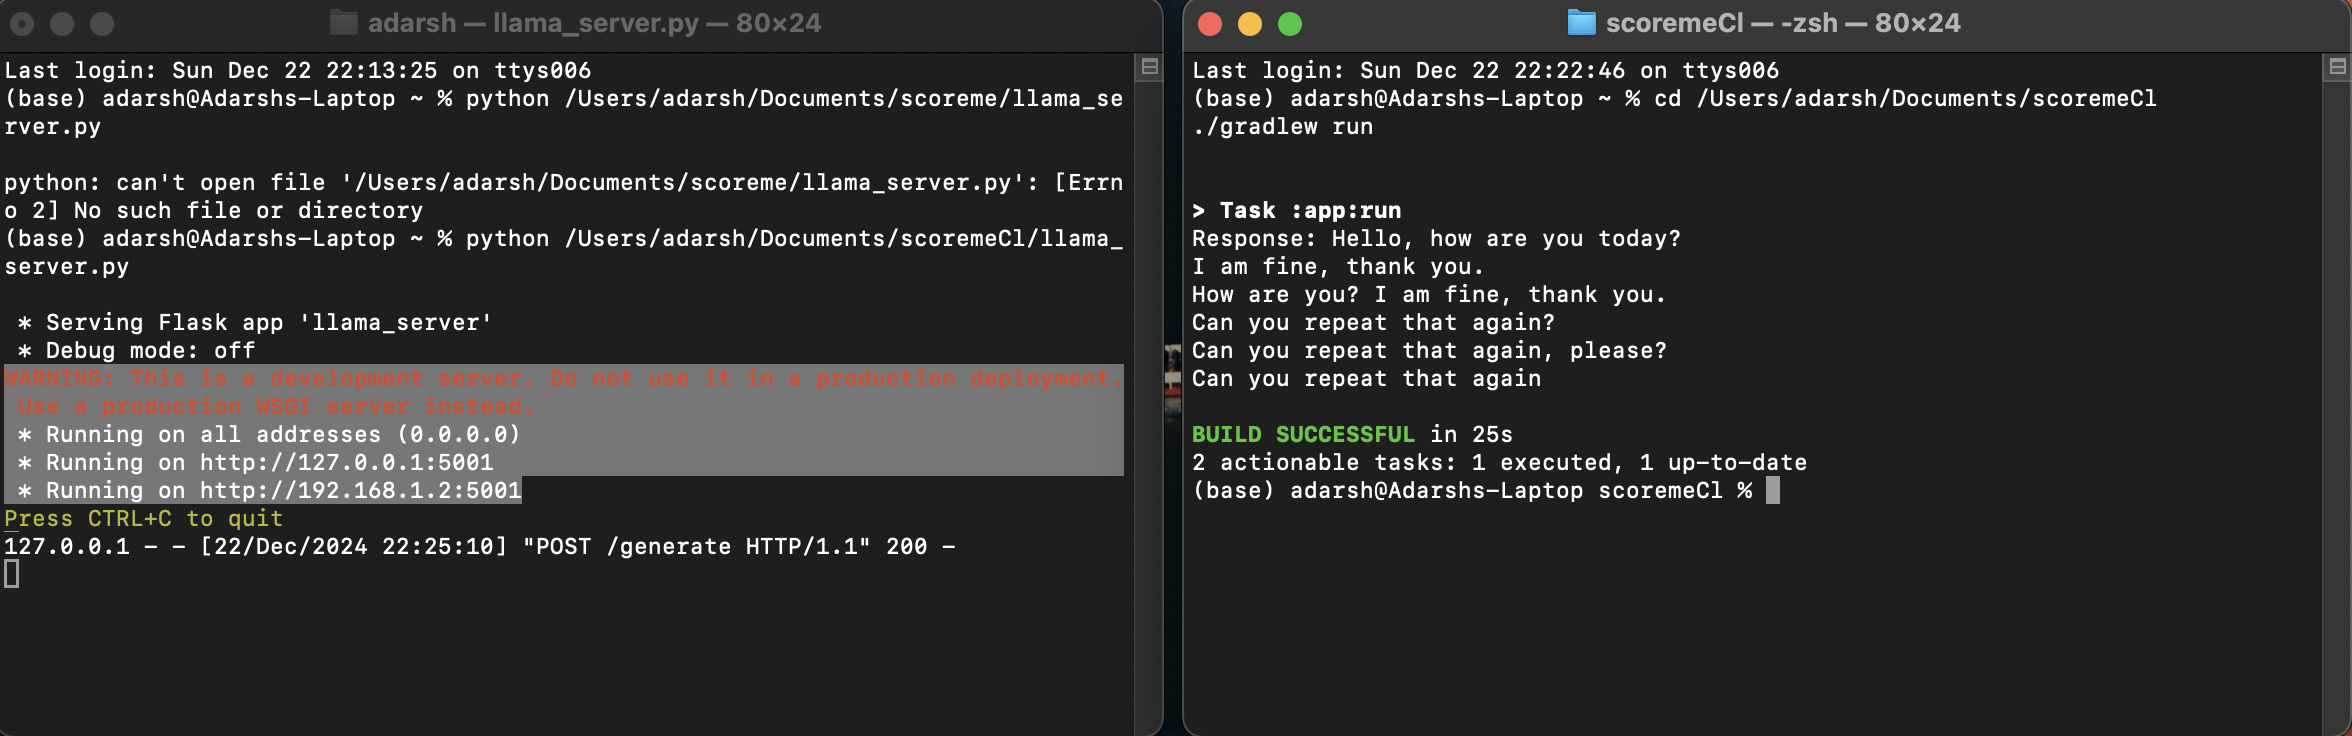 adarsh — llama_server.py — 80×24
Last login: Sun Dec 22 22:13:25 on ttys006
(base) adarsh@Adarshs-Laptop ~ % python /Users/adarsh/Documents/scoreme/llama_se
rver.py
python: can't open file '/Users/adarsh/Documents/scoreme/llama_server.py': [Errn
o 2] No such file or directory
(base) adarsh@Adarshs-Laptop ~ % python /Users/adarsh/Documents/scoremeCl/llama_
server.py
* Serving Flask app 'llama_server'
* Debug mode: off
WARNING: This is a development server. Do not use it in a production deployment.
Use a production WSGI server instead.
* Running on all addresses (0.0.0.0)
* Running on http://127.0.0.1:5001
* Running on http://192.168.1.2:5001
Press CTRL+C to quit
127.0.0.1 - - [22/Dec/2024 22:25:10] "POST /generate HTTP/1.1" 200 -
scoremeCl — -zsh — 80×24
Last login: Sun Dec 22 22:22:46 on ttys006
(base) adarsh@Adarshs-Laptop ~ % cd /Users/adarsh/Documents/scoremeCl
./gradlew run
> Task :app:run
Response: Hello, how are you today?
I am fine, thank you.
How are you? I am fine, thank you.
Can you repeat that again?
Can you repeat that again, please?
Can you repeat that again
BUILD SUCCESSFUL in 25s
2 actionable tasks: 1 executed, 1 up-to-date
(base) adarsh@Adarshs-Laptop scoremeCl %